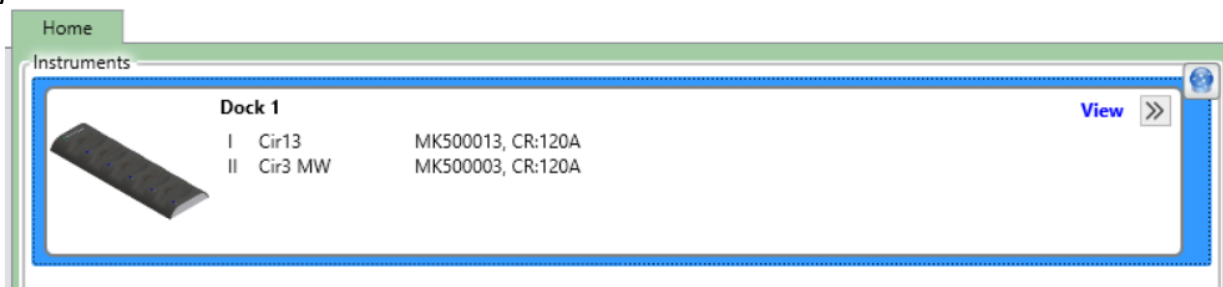 Home
Instruments
Dock 1
View
I Cir13 MK500013, CR:120A
II Cir3 MW MK500003, CR:120A